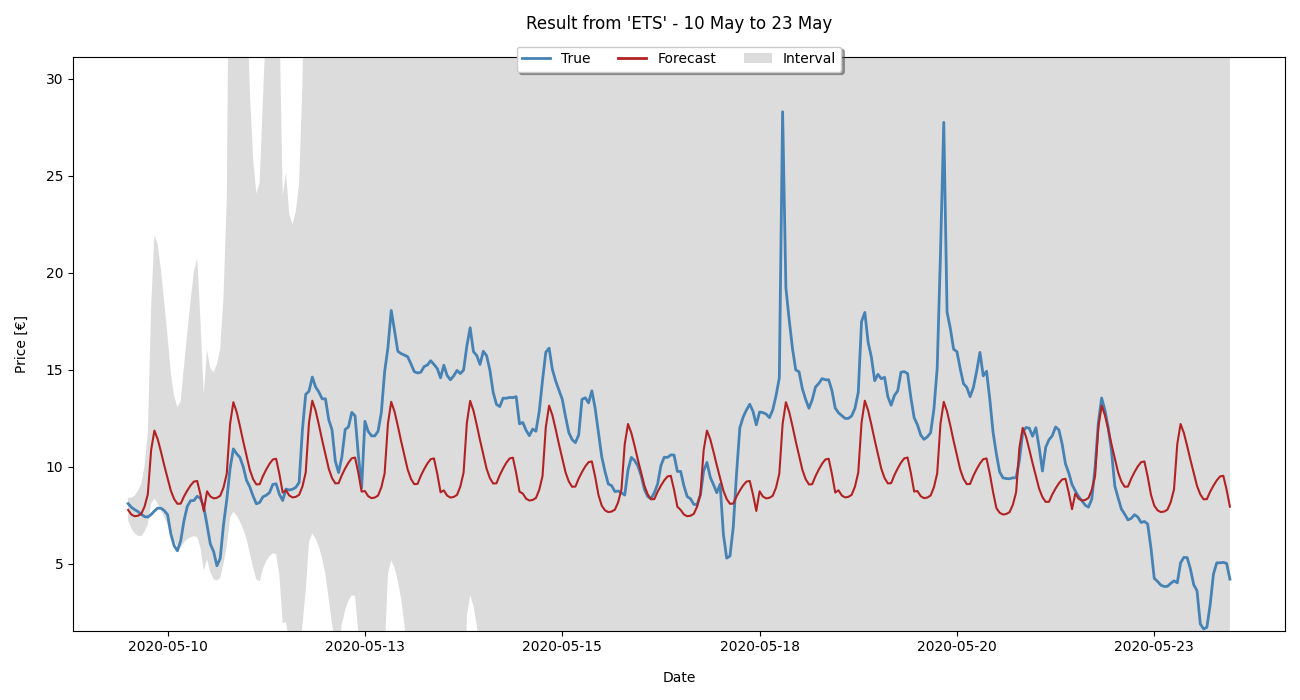 Result from 'ETS' - 10 May to 23 May
True Forecast Interval
30
25
20
15
10
5
Price [€]
2020-05-10 2020-05-13 2020-05-15 2020-05-18 2020-05-20 2020-05-23
Date